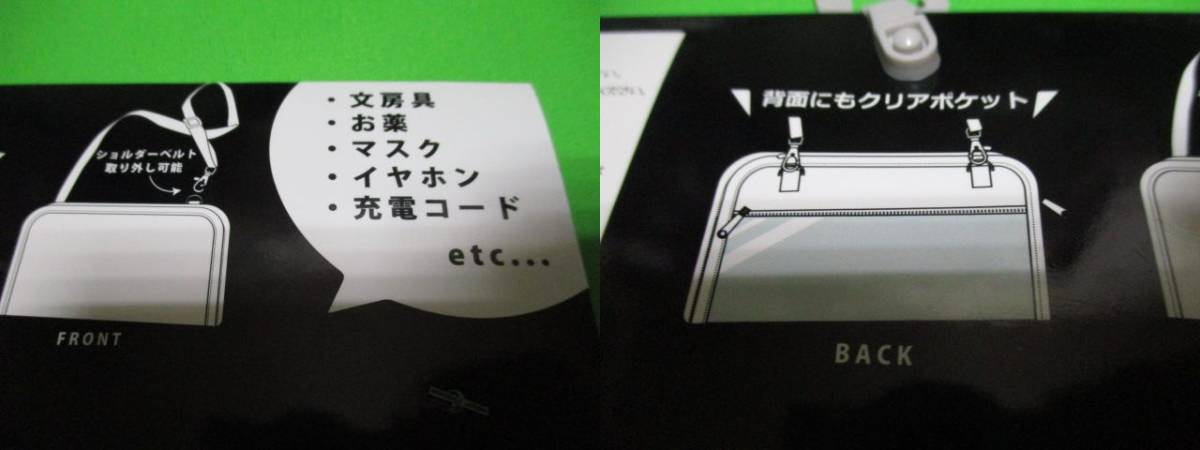 ショルダーベルト
取り外し可能
・文房具
・お薬
・マスク
・イヤホン
・充電コード
etc...
FRONT
背面にもクリアポケット
BACK